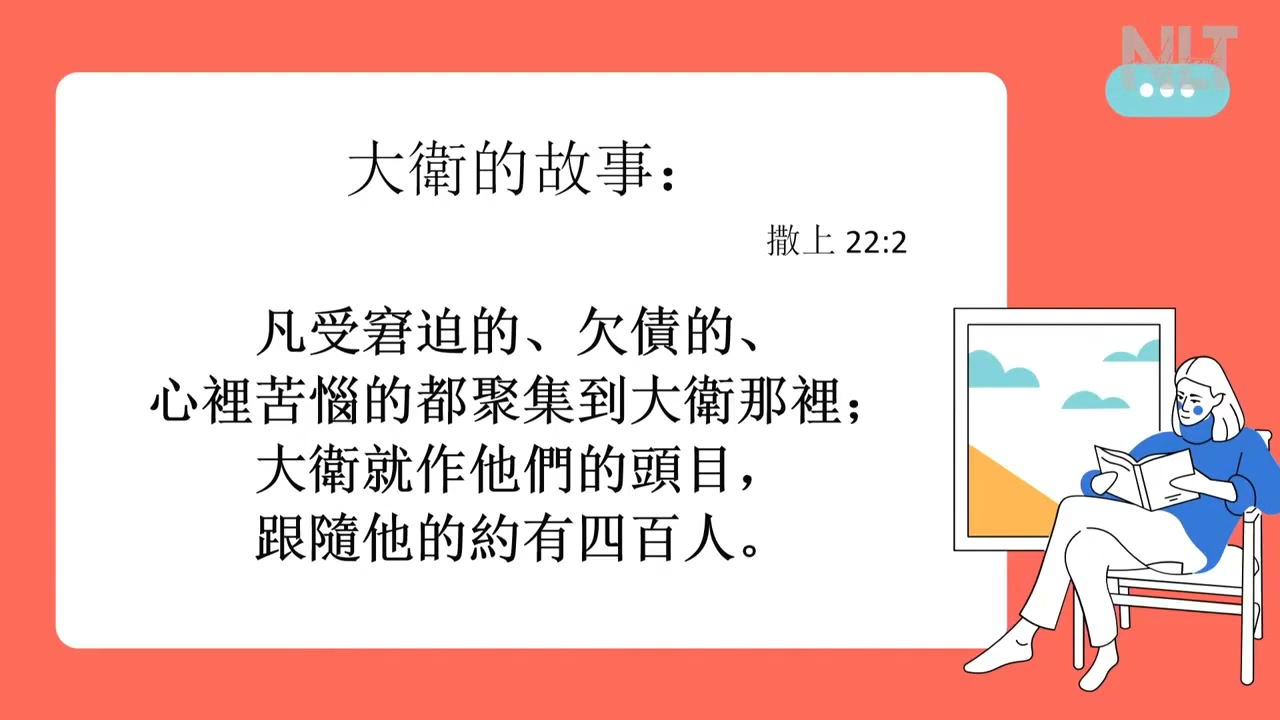 NLT
大衛的故事：
撒上 22:2
凡受窘迫的、欠債的、
心裡苦惱的都聚集到大衛那裡；
大衛就作他們的頭目，
跟隨他的約有四百人。